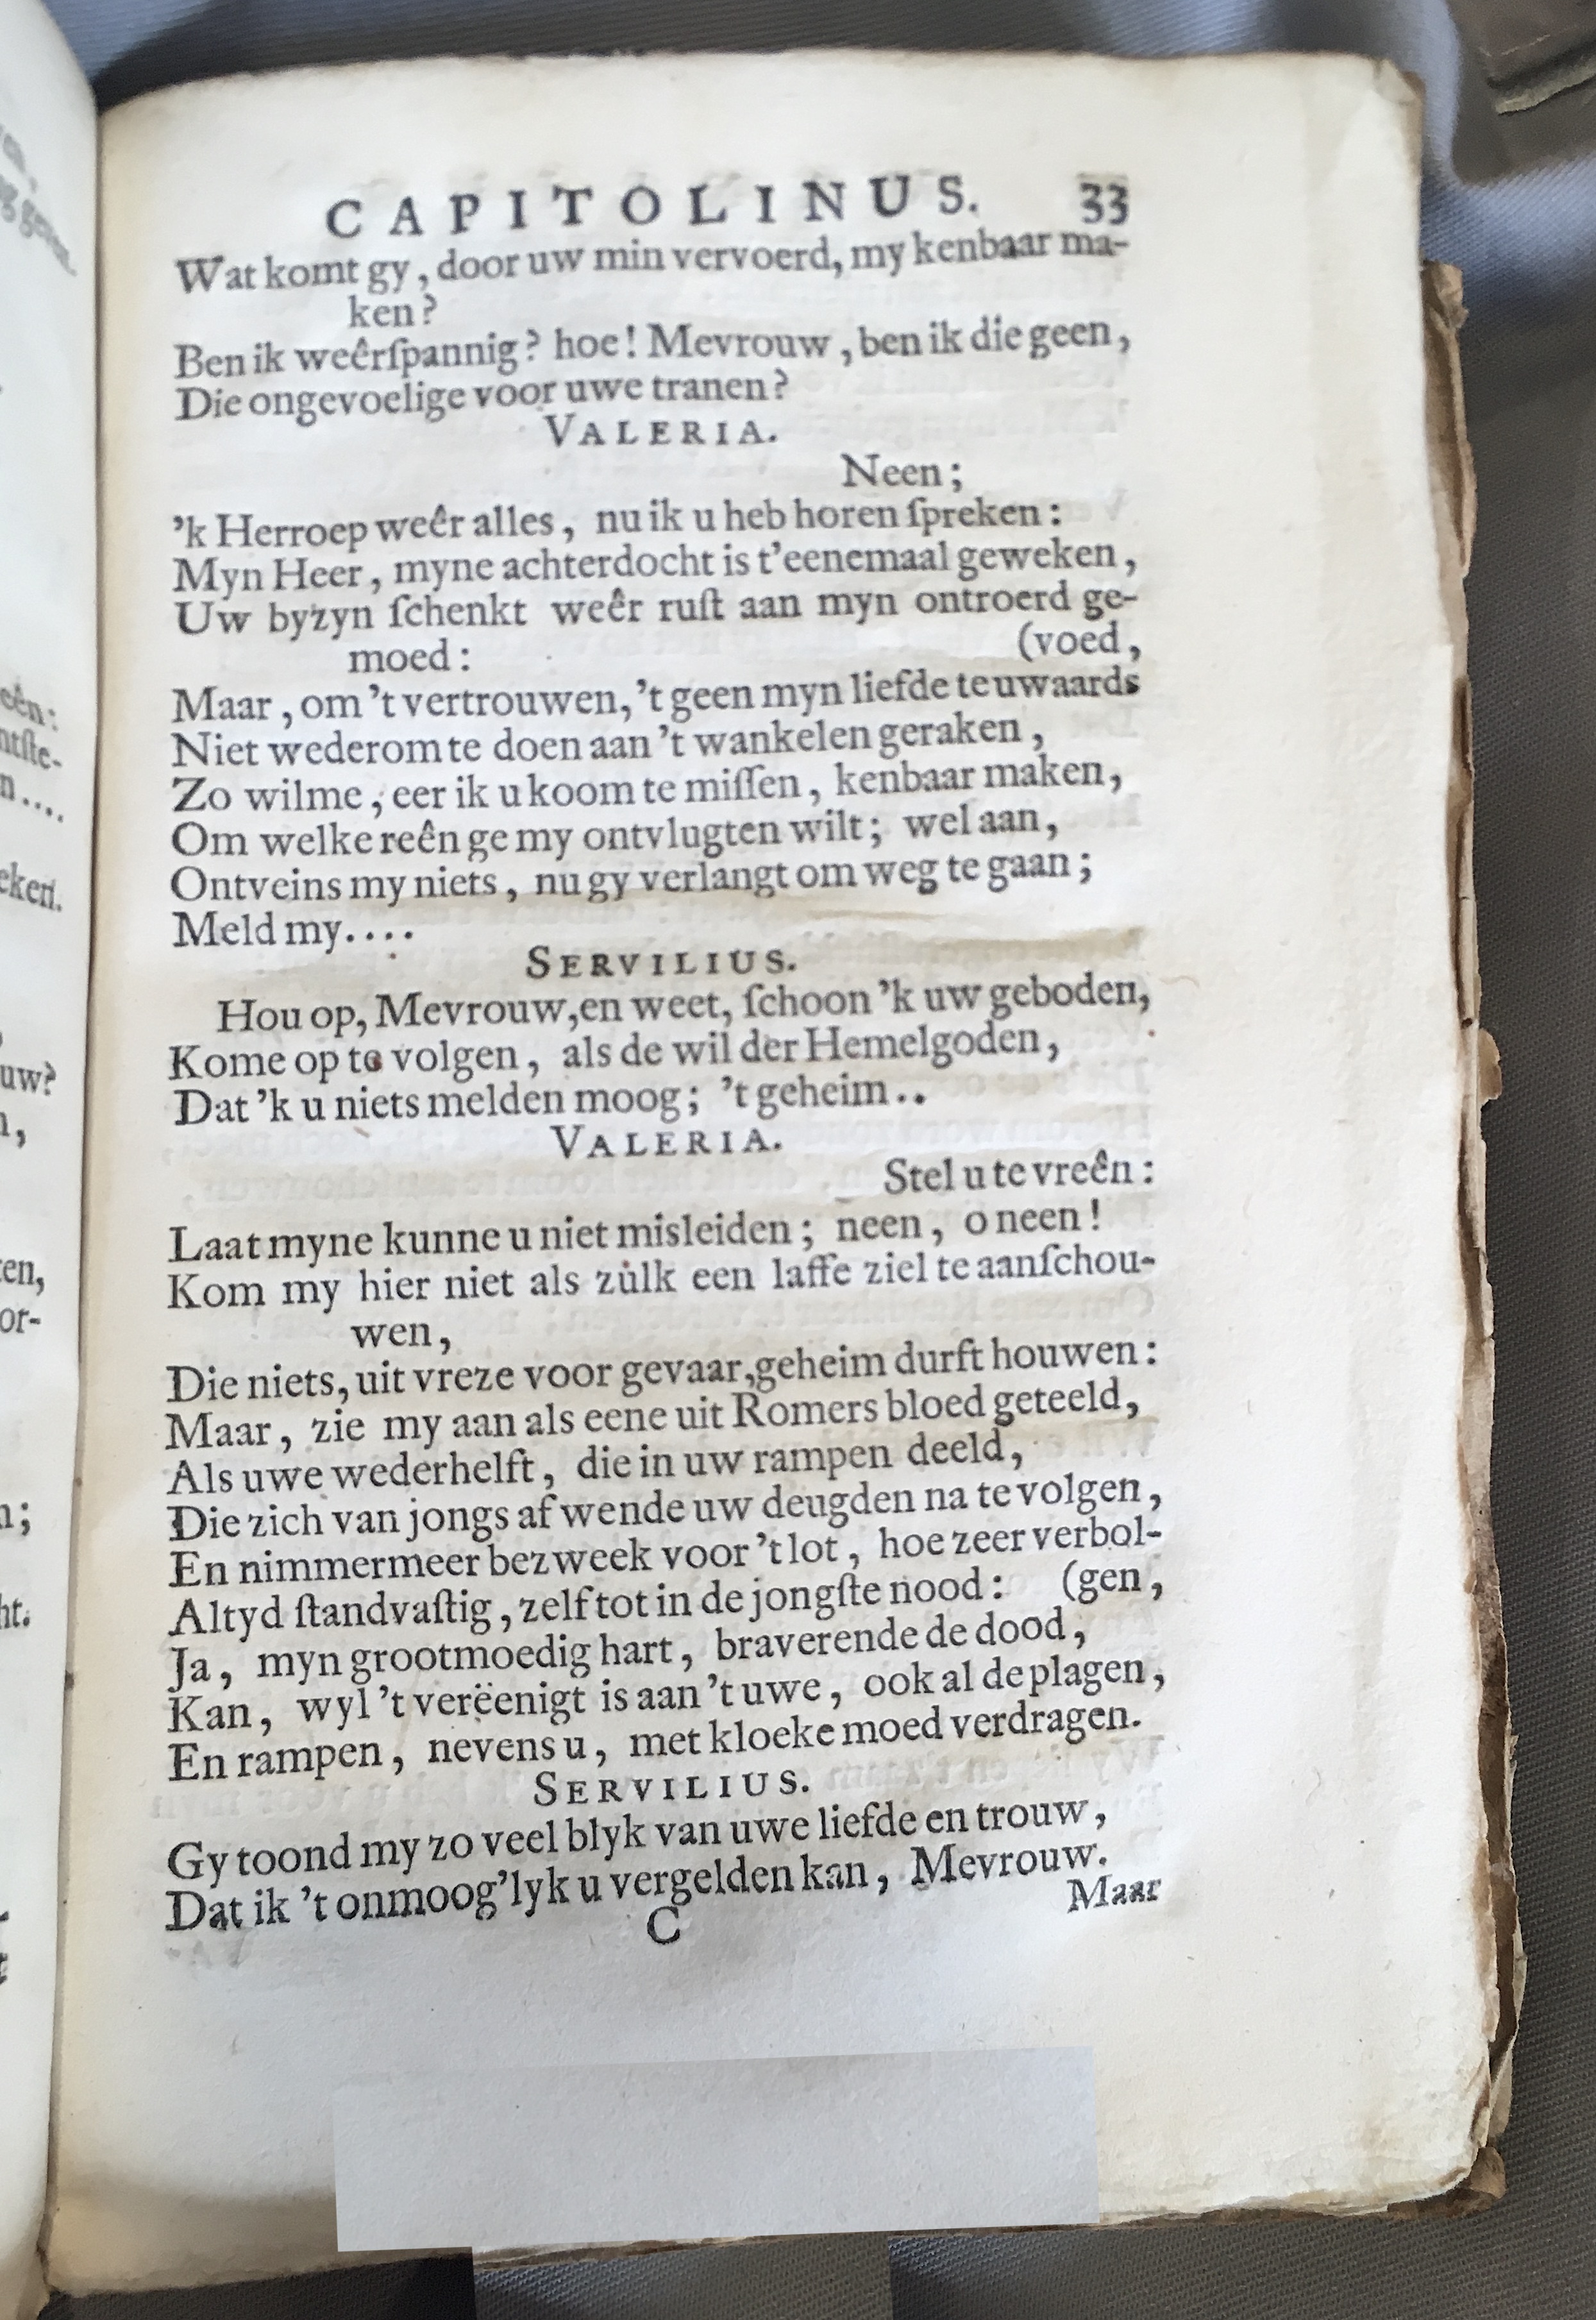 CAPITOLINUS. 33
Wat komt gy, door uw min vervoerd, my kenbaar ma-
ken?
Ben ik weêrſpannig? hoe! Mevrouw, ben ik die geen,
Die ongevoelige voor uwe tranen?
VALERIA.
Neen;
'k Herroep weêr alles, nu ik u heb horen ſpreken:
Myn Heer, myne achterdocht is t'eenemaal geweken,
Uw byzyn ſchenkt weêr ruſt aan myn ontroerd ge-
moed: (voed,
Maar, om 't vertrouwen, 't geen myn liefde te uwaards
Niet wederom te doen aan 't wankelen geraken,
Zo wil me, eer ik u koom te miſſen, kenbaar maken,
Om welke reên ge my ontvlugten wilt; wel aan,
Ontveins my niets, nu gy verlangt om weg te gaan;
Meld my....
SERVILIUS.
Hou op, Mevrouw, en weet, ſchoon 'k uw geboden,
Kome op te volgen, als de wil der Hemelgoden,
Dat 'k u niets melden moog; 't geheim..
VALERIA.
Stel u te vreên:
Laat myne kunne u niet misleiden; neen, o neen!
Kom my hier niet als zulk een laffe ziel te aanſchou-
wen,
Die niets, uit vreze voor gevaar, geheim durft houwen:
Maar, zie my aan als eene uit Romers bloed geteeld,
Als uwe wederhelft, die in uw rampen deeld,
Die zich van jongs af wende uw deugden na te volgen,
En nimmermeer bezweek voor 't lot, hoe zeer verbol-
Altyd ſtandvaſtig, zelf tot in de jongſte nood: (gen,
Ja, myn grootmoedig hart, braverende de dood,
Kan, wyl 't verëenigt is aan 't uwe, ook al de plagen,
En rampen, nevens u, met kloeke moed verdragen.
SERVILIUS.
Gy toond my zo veel blyk van uwe liefde en trouw,
Dat ik 't onmoog'lyk u vergelden kan, Mevrouw.
C Maar